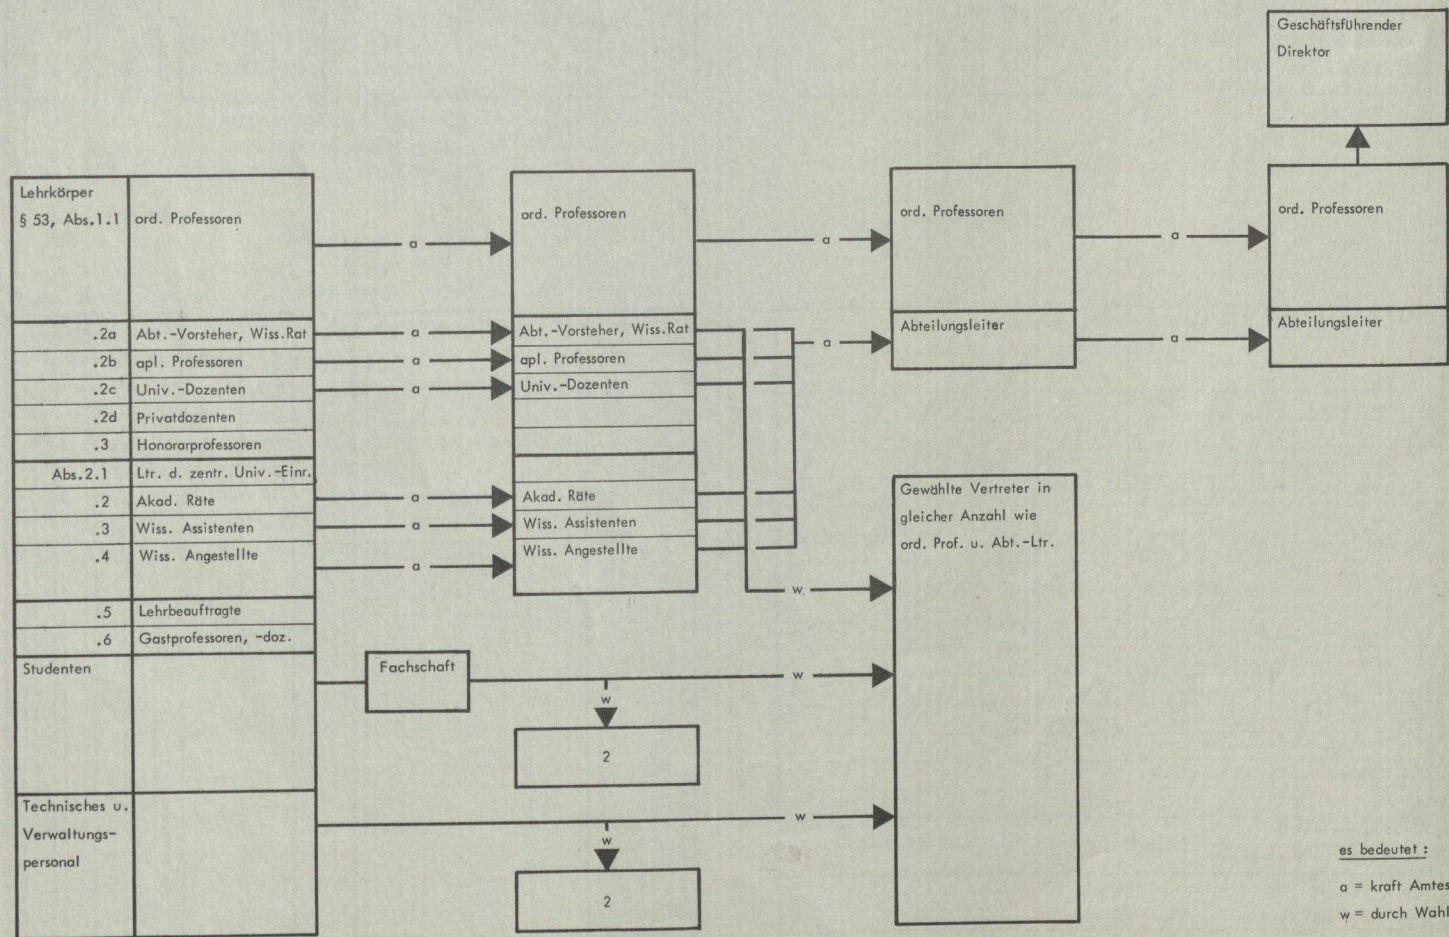 Geschäftsführender
Direktor
Lehrkörper
§ 53, Abs.1.1 ord. Professoren
a
ord. Professoren
a
ord. Professoren
a
ord. Professoren
.2a Abt.-Vorsteher, Wiss.Rat
a
Abt.-Vorsteher, Wiss.Rat
a
Abteilungsleiter
a
Abteilungsleiter
.2b apl. Professoren
a
apl. Professoren
.2c Univ.-Dozenten
a
Univ.-Dozenten
.2d Privatdozenten
.3 Honorarprofessoren
Abs.2.1 Ltr. d. zentr. Univ.-Einr.
.2 Akad. Räte
a
Akad. Räte
.3 Wiss. Assistenten
a
Wiss. Assistenten
.4 Wiss. Angestellte
a
Wiss. Angestellte
Gewählte Vertreter in
gleicher Anzahl wie
ord. Prof. u. Abt.-Ltr.
w
.5 Lehrbeauftragte
.6 Gastprofessoren, -doz.
Studenten
Fachschaft
w
w
2
Technisches u.
Verwaltungs-
personal
w
w
2
es bedeutet :
a = kraft Amtes
w = durch Wahl